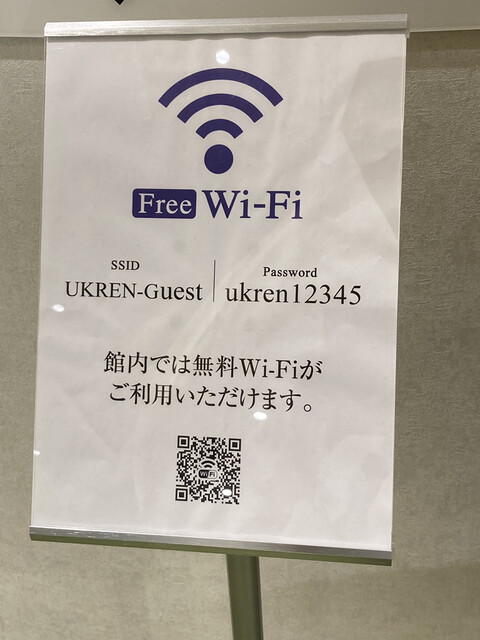 Free Wi-Fi
SSID
UKREN-Guest
Password
ukren12345
館内では無料Wi-Fiが
ご利用いただけます。
WiFi